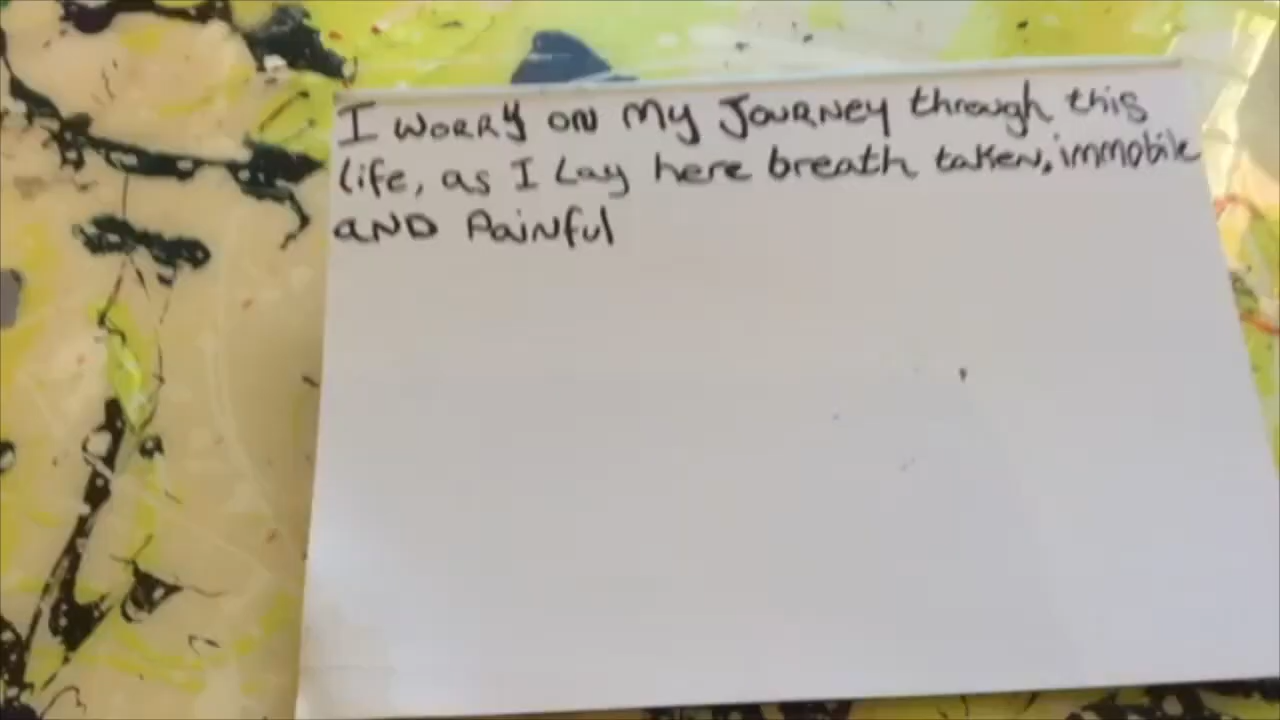 I WORRY ON MY JOURNEY through this
life, as I Lay here breath taken, immobile
AND Painful